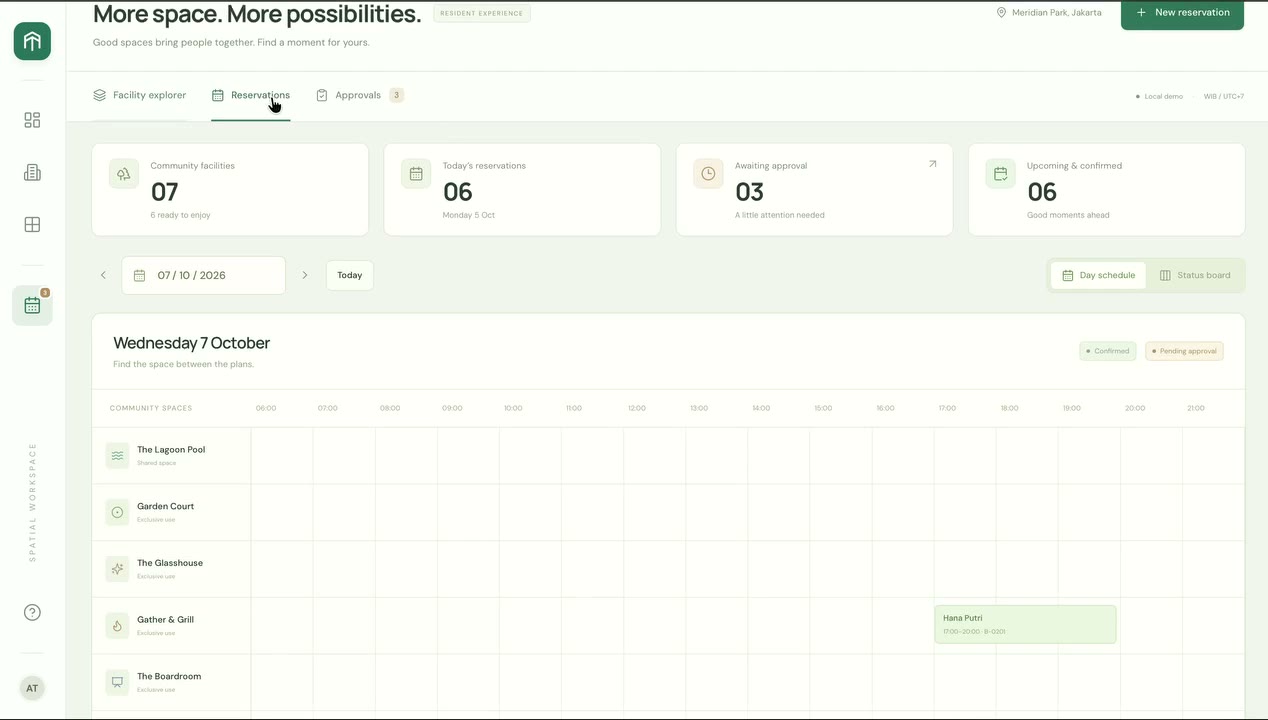 More space. More possibilities.
RESIDENT EXPERIENCE
Meridian Park, Jakarta
New reservation
Good spaces bring people together. Find a moment for yours.
Facility explorer
Reservations
Approvals 3
Local demo · WIB / UTC+7
Community facilities
07
6 ready to enjoy
Today's reservations
06
Monday 5 Oct
Awaiting approval
03
A little attention needed
Upcoming & confirmed
06
Good moments ahead
07 / 10 / 2026
Today
Day schedule
Status board
3
Wednesday 7 October
Find the space between the plans.
Confirmed
Pending approval
COMMUNITY SPACES 06:00 07:00 08:00 09:00 10:00 11:00 12:00 13:00 14:00 15:00 16:00 17:00 18:00 19:00 20:00 21:00
The Lagoon Pool
Shared space
Garden Court
Exclusive use
The Glasshouse
Exclusive use
Gather & Grill
Exclusive use
Hana Putri
17:00–20:00 · B-0201
The Boardroom
Exclusive use
SPATIAL WORKSPACE
AT